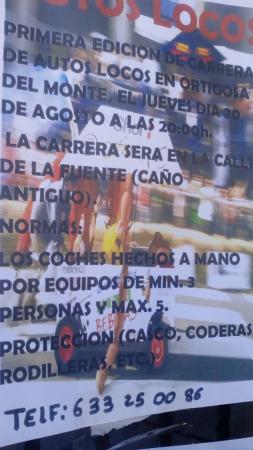 AUTOS LOCOS
PRIMERA EDICION DE CARRERA
DE AUTOS LOCOS EN ORTIGOSA
DEL MONTE, EL JUEVES DIA 20
DE AGOSTO A LAS 20:00h.
LA CARRERA SERA EN LA CALLE
DE LA FUENTE (CAÑO
ANTIGUO).
NORMAS:
LOS COCHES HECHOS A MANO
POR EQUIPOS DE MIN. 3
PERSONAS Y MAX. 5.
PROTECCION (CASCO, CODERAS,
RODILLERAS, ETC.)
TELF: 633 25 00 86